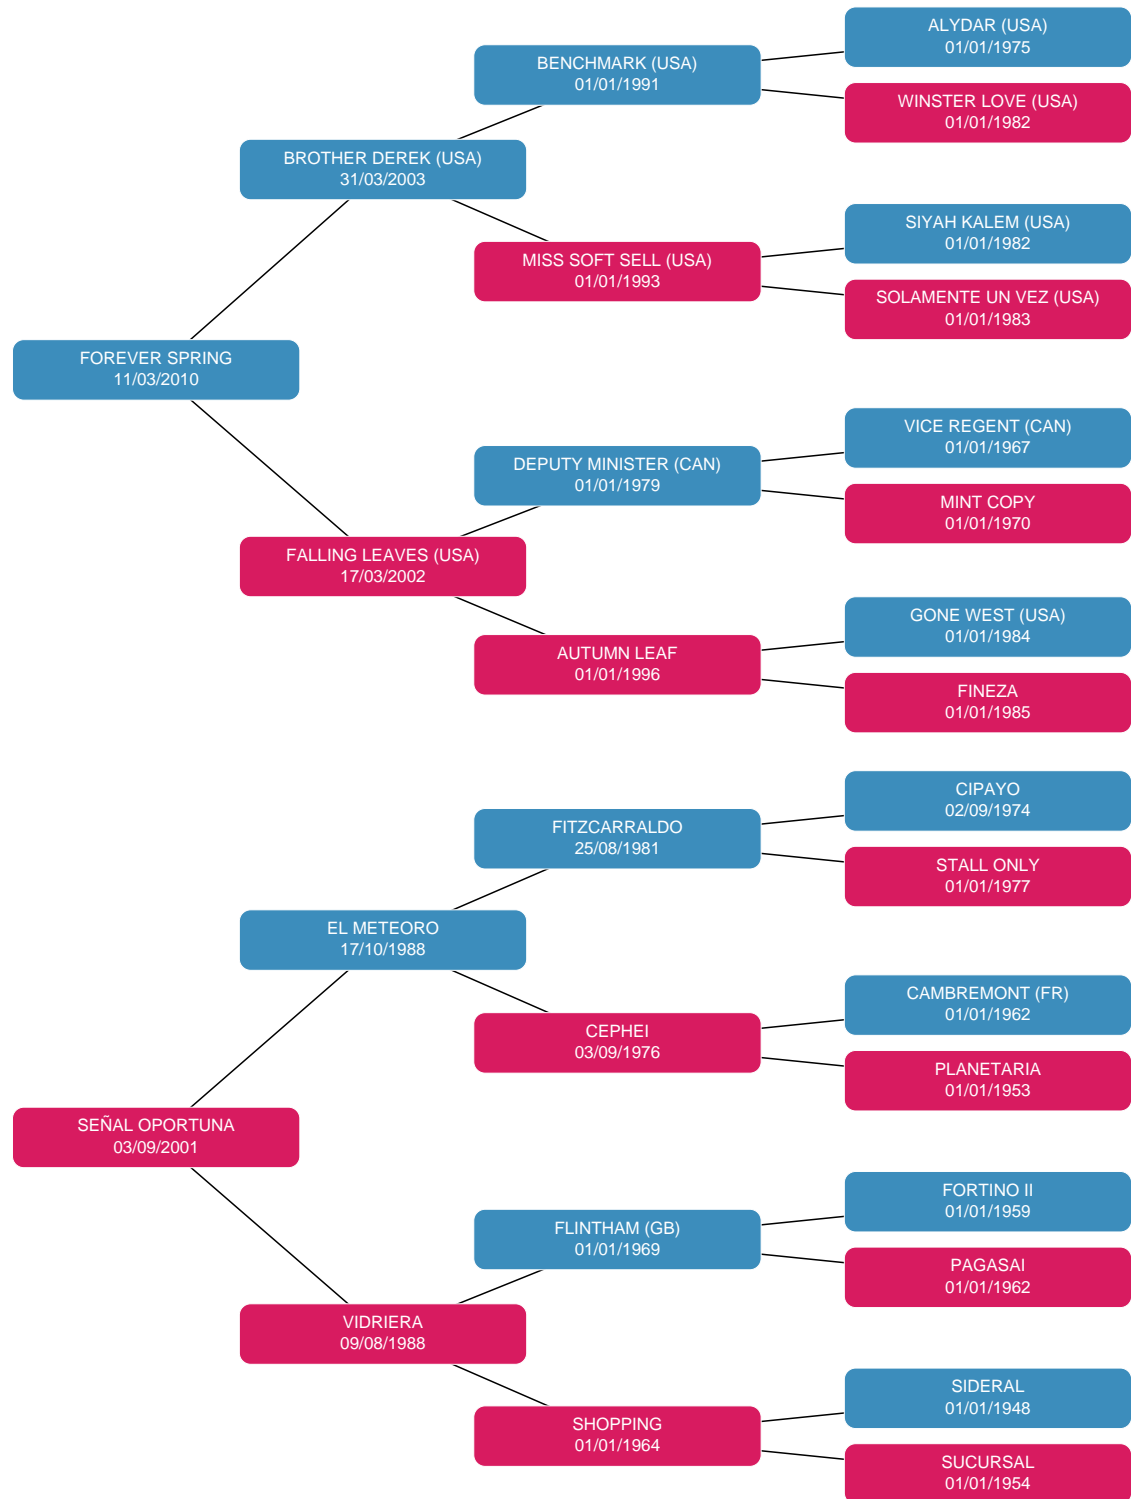 ALYDAR (USA)
01/01/1975
BENCHMARK (USA)
01/01/1991
WINSTER LOVE (USA)
01/01/1982
BROTHER DEREK (USA)
31/03/2003
SIYAH KALEM (USA)
01/01/1982
MISS SOFT SELL (USA)
01/01/1993
SOLAMENTE UN VEZ (USA)
01/01/1983
FOREVER SPRING
11/03/2010
VICE REGENT (CAN)
01/01/1967
DEPUTY MINISTER (CAN)
01/01/1979
MINT COPY
01/01/1970
FALLING LEAVES (USA)
17/03/2002
GONE WEST (USA)
01/01/1984
AUTUMN LEAF
01/01/1996
FINEZA
01/01/1985
CIPAYO
02/09/1974
FITZCARRALDO
25/08/1981
STALL ONLY
01/01/1977
EL METEORO
17/10/1988
CAMBREMONT (FR)
01/01/1962
CEPHEI
03/09/1976
PLANETARIA
01/01/1953
SEÑAL OPORTUNA
03/09/2001
FORTINO II
01/01/1959
FLINTHAM (GB)
01/01/1969
PAGASAI
01/01/1962
VIDRIERA
09/08/1988
SIDERAL
01/01/1948
SHOPPING
01/01/1964
SUCURSAL
01/01/1954